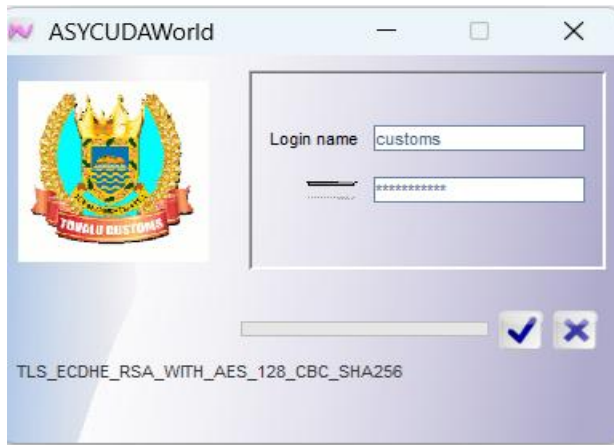 ASYCUDAWorld
Login name customs
***********
TUVALU CUSTOMS
TLS_ECDHE_RSA_WITH_AES_128_CBC_SHA256